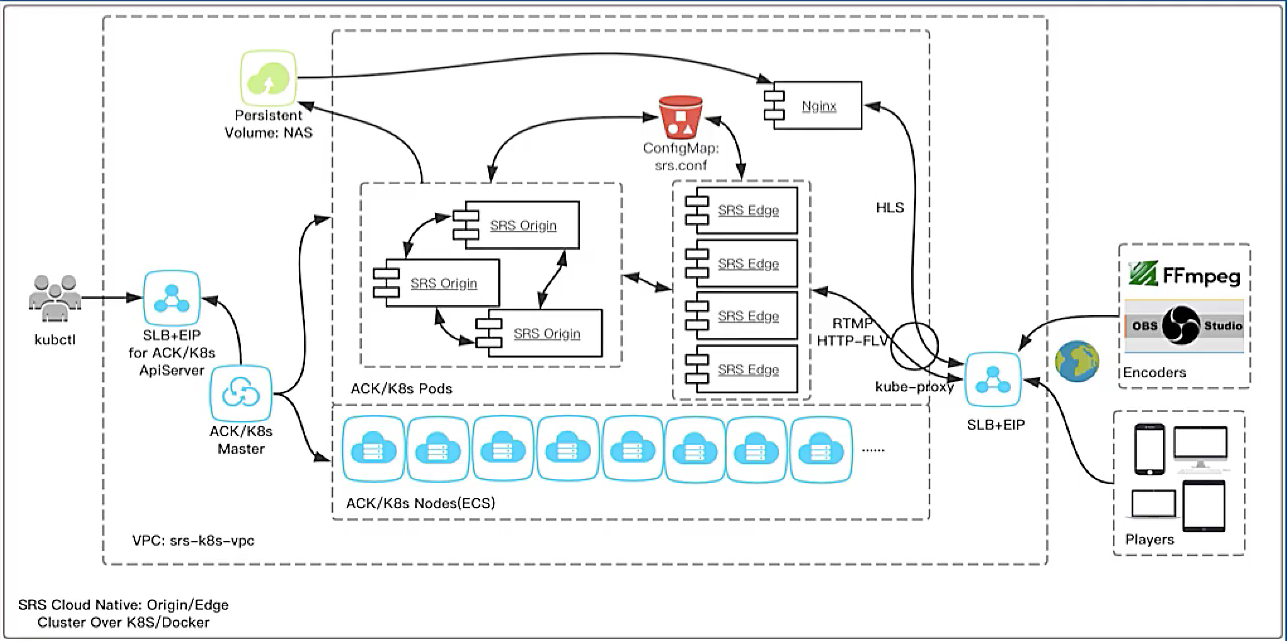 Persistent
Volume: NAS
Nginx
ConfigMap:
srs.conf
SRS Origin
SRS Origin
SRS Origin
SRS Edge
SRS Edge
SRS Edge
SRS Edge
HLS
RTMP
HTTP-FLV
kube-proxy
ACK/K8s Pods
kubctl
SLB+EIP
for ACK/K8s
ApiServer
ACK/K8s
Master
SLB+EIP
FFmpeg
OBS Studio
Encoders
Players
......
ACK/K8s Nodes(ECS)
VPC: srs-k8s-vpc
SRS Cloud Native: Origin/Edge
Cluster Over K8S/Docker